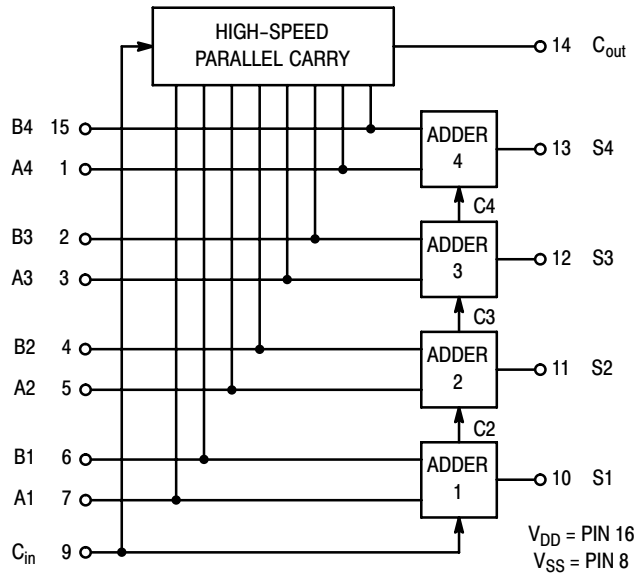 HIGH-SPEED
PARALLEL CARRY
14 Cout
B4 15
ADDER
4
13 S4
A4 1
C4
B3 2
ADDER
3
12 S3
A3 3
C3
B2 4
ADDER
2
11 S2
A2 5
C2
B1 6
ADDER
1
10 S1
A1 7
Cin 9
VDD = PIN 16
VSS = PIN 8